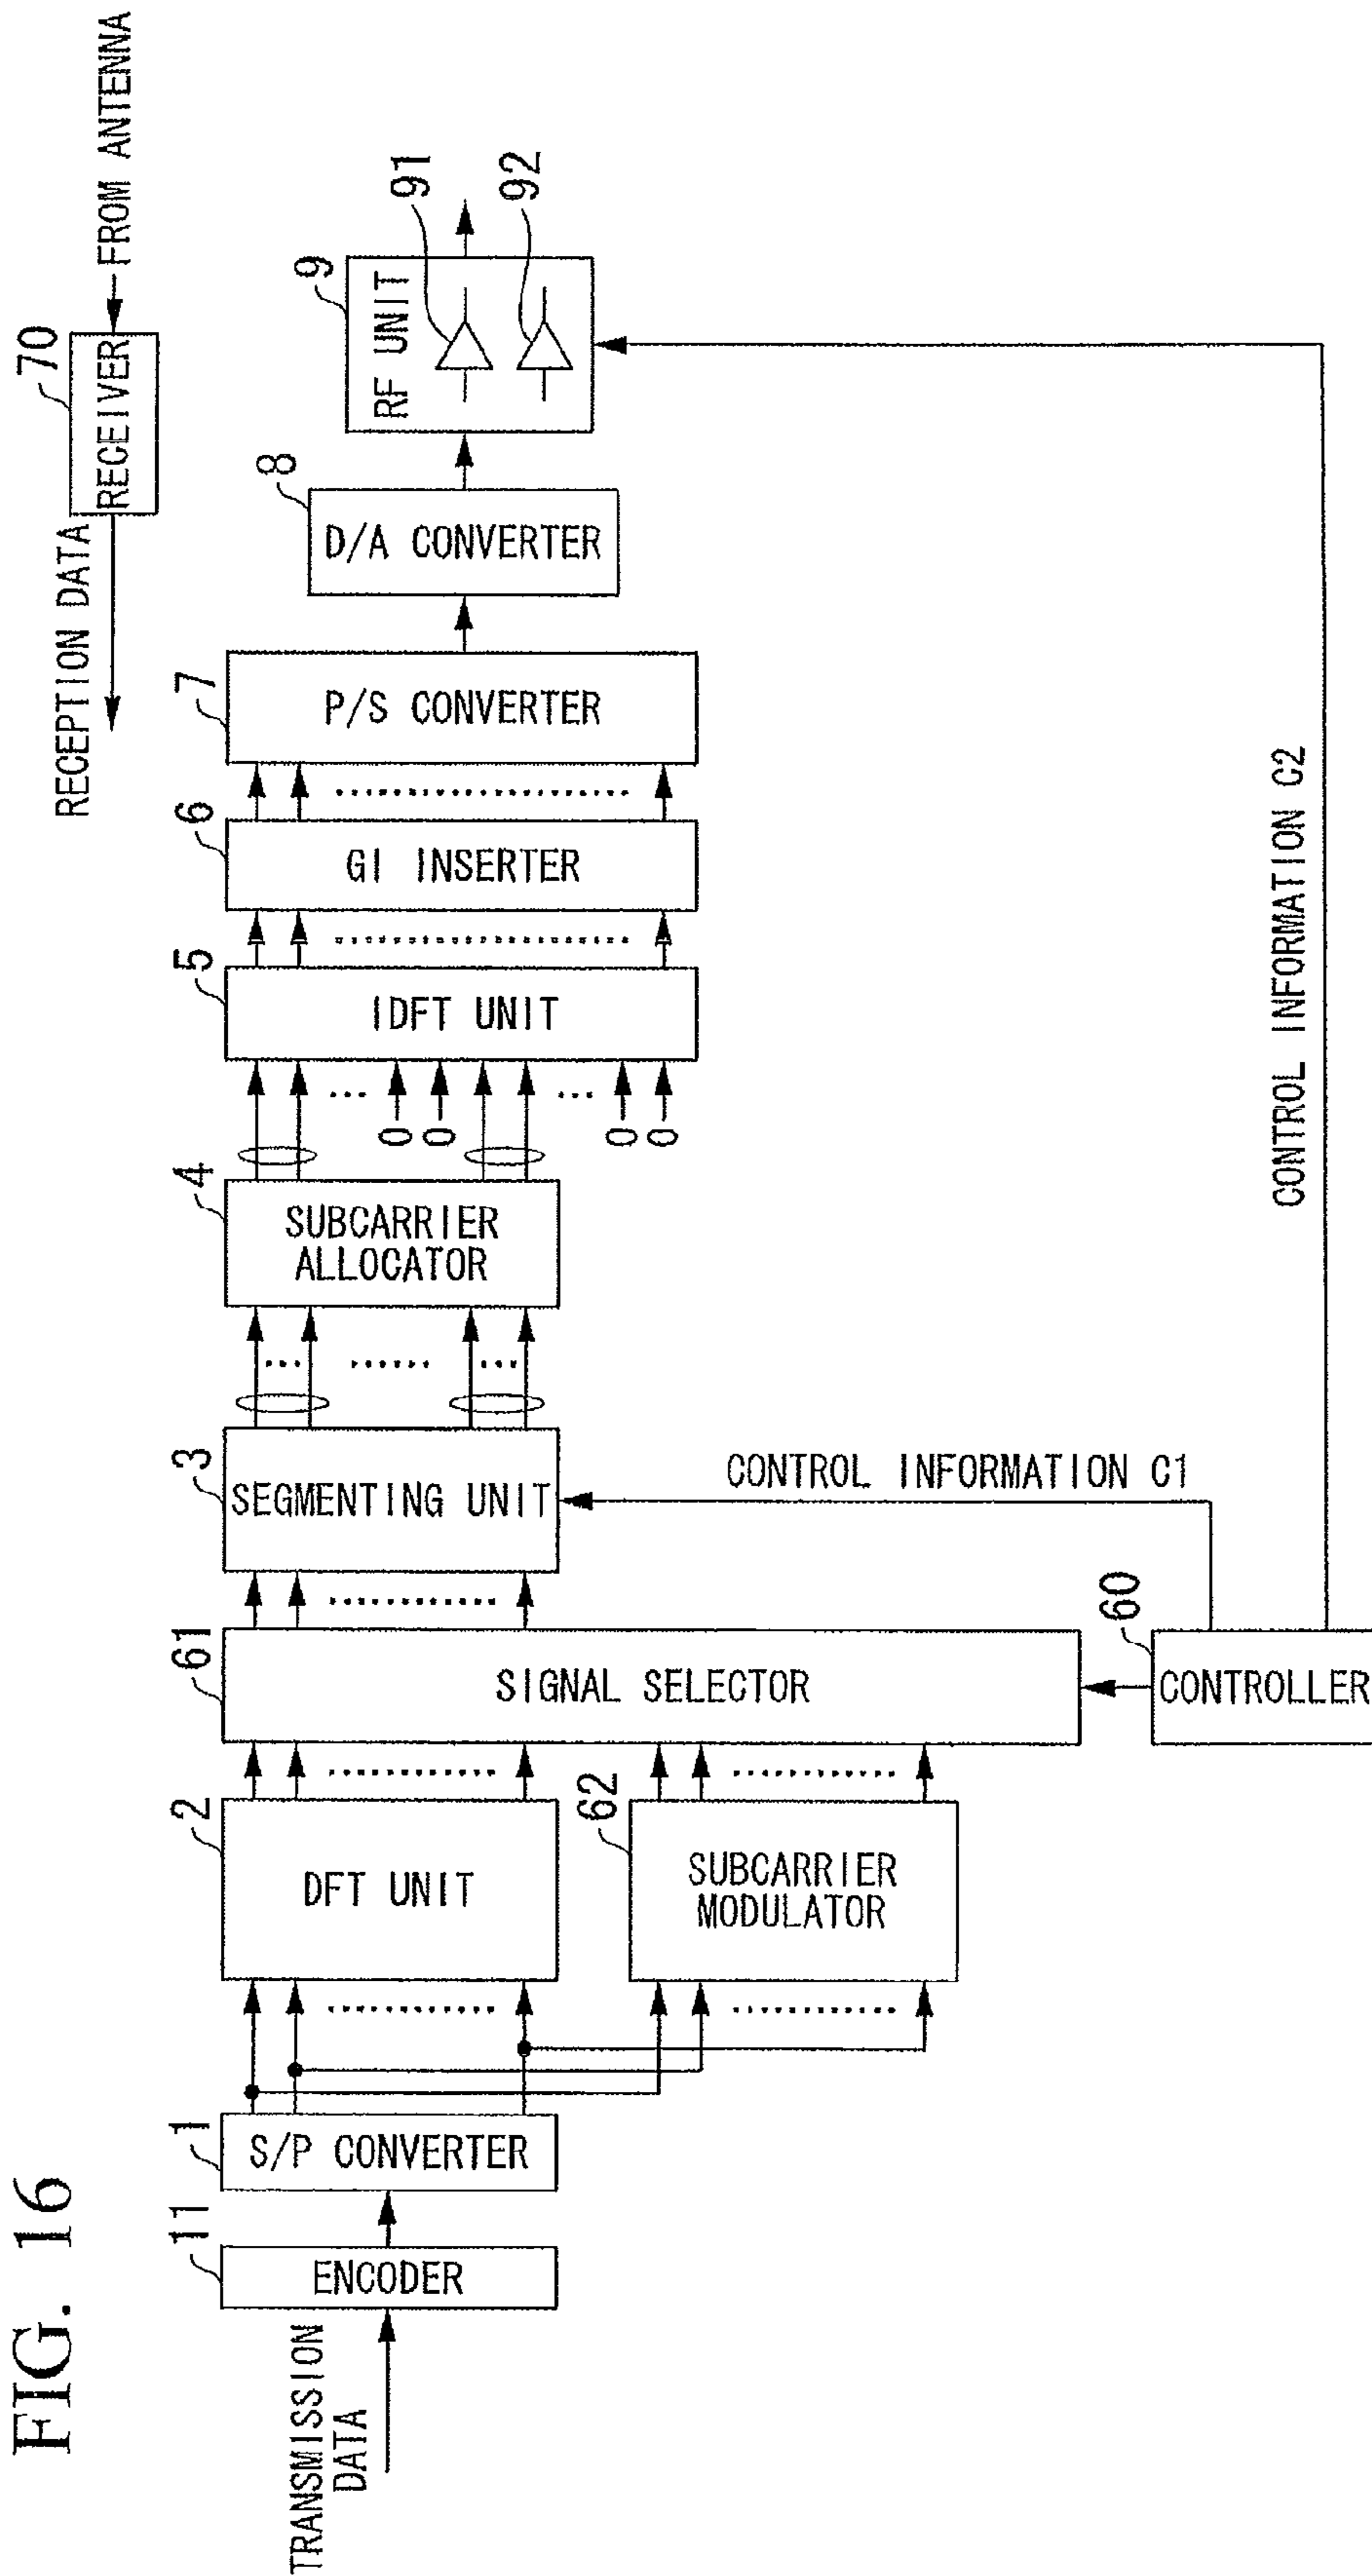 FIG. 16
TRANSMISSION
DATA
11
ENCODER
1
S/P CONVERTER
2
DFT UNIT
62
SUBCARRIER
MODULATOR
61
SIGNAL SELECTOR
60
CONTROLLER
3
SEGMENTING UNIT
CONTROL INFORMATION C1
4
SUBCARRIER
ALLOCATOR
0
0
0
0
5
IDFT UNIT
6
GI INSERTER
7
P/S CONVERTER
8
D/A CONVERTER
9
RF UNIT
91
92
CONTROL INFORMATION C2
RECEPTION DATA
70
RECEIVER
FROM ANTENNA